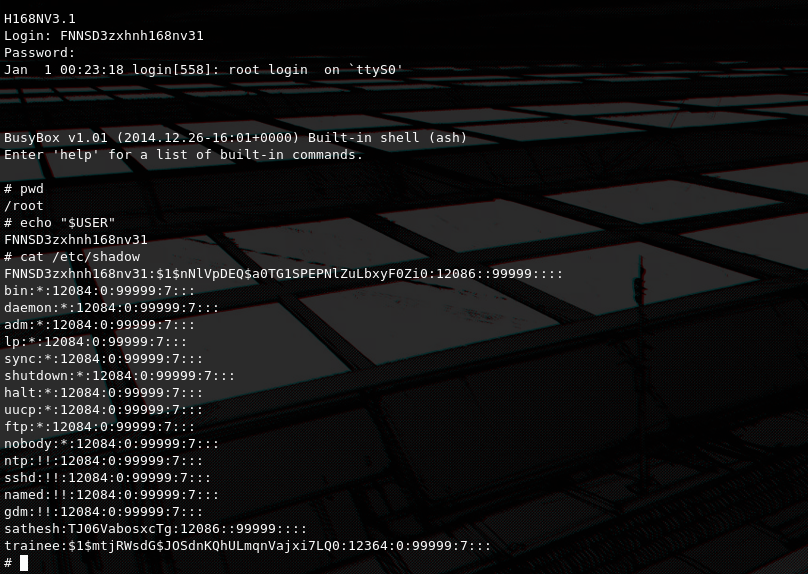 H168NV3.1
Login: FNNSD3zxhnh168nv31
Password:
Jan  1 00:23:18 login[558]: root login  on `ttyS0'
BusyBox v1.01 (2014.12.26-16:01+0000) Built-in shell (ash)
Enter 'help' for a list of built-in commands.
# pwd
/root
# echo "$USER"
FNNSD3zxhnh168nv31
# cat /etc/shadow
FNNSD3zxhnh168nv31:$1$nNlVpDEQ$a0TG1SPEPNlZuLbxyF0Zi0:12086::99999::::
bin:*:12084:0:99999:7:::
daemon:*:12084:0:99999:7:::
adm:*:12084:0:99999:7:::
lp:*:12084:0:99999:7:::
sync:*:12084:0:99999:7:::
shutdown:*:12084:0:99999:7:::
halt:*:12084:0:99999:7:::
uucp:*:12084:0:99999:7:::
ftp:*:12084:0:99999:7:::
nobody:*:12084:0:99999:7:::
ntp:!!:12084:0:99999:7:::
sshd:!!:12084:0:99999:7:::
named:!!:12084:0:99999:7:::
gdm:!!:12084:0:99999:7:::
sathesh:TJ06VabosxcTg:12086::99999::::
trainee:$1$mtjRWsdG$JOSdnKQhULmqnVajxi7LQ0:12364:0:99999:7:::
#